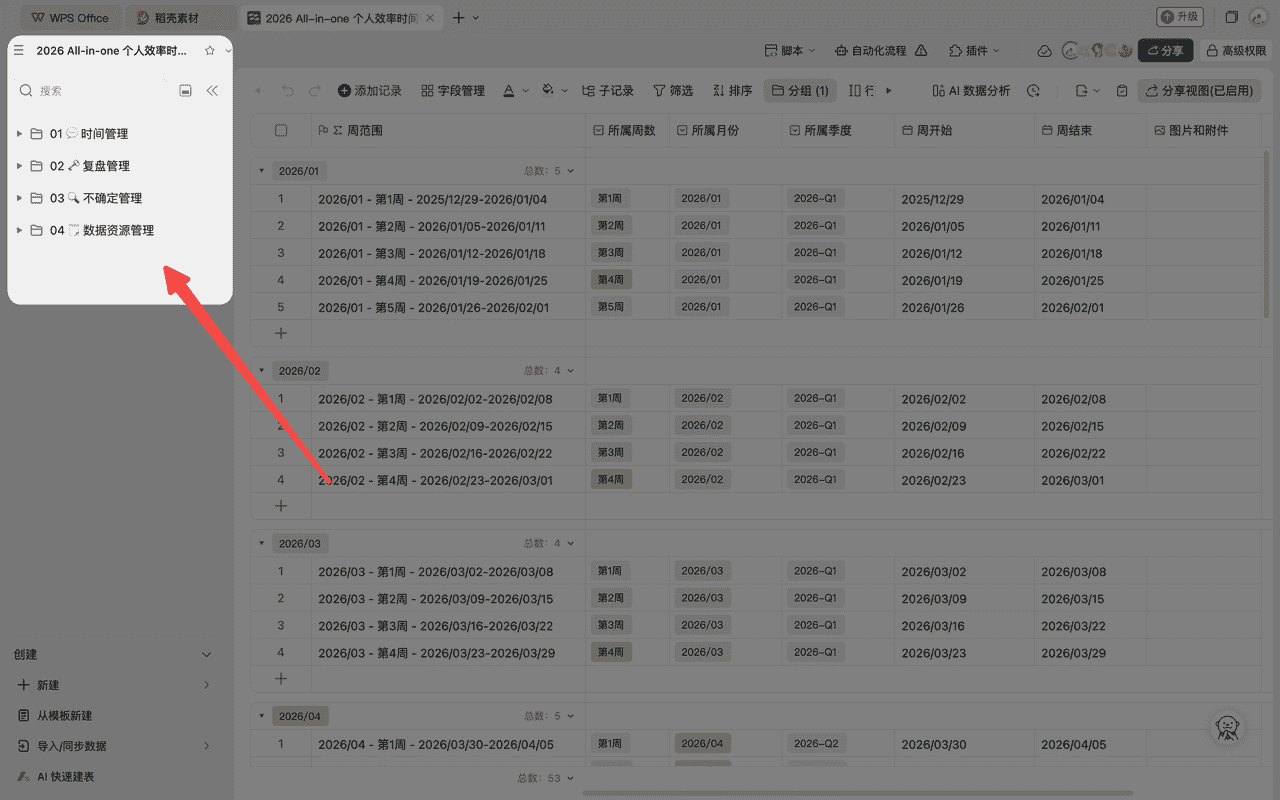 WPS Office
稻壳素材
2026 All-in-one 个人效率时间
升级
2026 All-in-one 个人效率时...
脚本
自动化流程
插件
分享
高级权限
搜索
添加记录
字段管理
子记录
筛选
排序
分组 (1)
行
AI 数据分析
分享视图(已启用)
01 时间管理
02 复盘管理
03 不确定管理
04 数据资源管理
周范围 所属周数 所属月份 所属季度 周开始 周结束 图片和附件
2026/01 总数: 5
1 2026/01 - 第1周 - 2025/12/29-2026/01/04 第1周 2026/01 2026-Q1 2025/12/29 2026/01/04
2 2026/01 - 第2周 - 2026/01/05-2026/01/11 第2周 2026/01 2026-Q1 2026/01/05 2026/01/11
3 2026/01 - 第3周 - 2026/01/12-2026/01/18 第3周 2026/01 2026-Q1 2026/01/12 2026/01/18
4 2026/01 - 第4周 - 2026/01/19-2026/01/25 第4周 2026/01 2026-Q1 2026/01/19 2026/01/25
5 2026/01 - 第5周 - 2026/01/26-2026/02/01 第5周 2026/01 2026-Q1 2026/01/26 2026/02/01
2026/02 总数: 4
1 2026/02 - 第1周 - 2026/02/02-2026/02/08 第1周 2026/02 2026-Q1 2026/02/02 2026/02/08
2 2026/02 - 第2周 - 2026/02/09-2026/02/15 第2周 2026/02 2026-Q1 2026/02/09 2026/02/15
3 2026/02 - 第3周 - 2026/02/16-2026/02/22 第3周 2026/02 2026-Q1 2026/02/16 2026/02/22
4 2026/02 - 第4周 - 2026/02/23-2026/03/01 第4周 2026/02 2026-Q1 2026/02/23 2026/03/01
2026/03 总数: 4
1 2026/03 - 第1周 - 2026/03/02-2026/03/08 第1周 2026/03 2026-Q1 2026/03/02 2026/03/08
2 2026/03 - 第2周 - 2026/03/09-2026/03/15 第2周 2026/03 2026-Q1 2026/03/09 2026/03/15
3 2026/03 - 第3周 - 2026/03/16-2026/03/22 第3周 2026/03 2026-Q1 2026/03/16 2026/03/22
4 2026/03 - 第4周 - 2026/03/23-2026/03/29 第4周 2026/03 2026-Q1 2026/03/23 2026/03/29
2026/04 总数: 5
1 2026/04 - 第1周 - 2026/03/30-2026/04/05 第1周 2026/04 2026-Q2 2026/03/30 2026/04/05
总数: 53
创建
新建
从模板新建
导入/同步数据
AI 快速建表